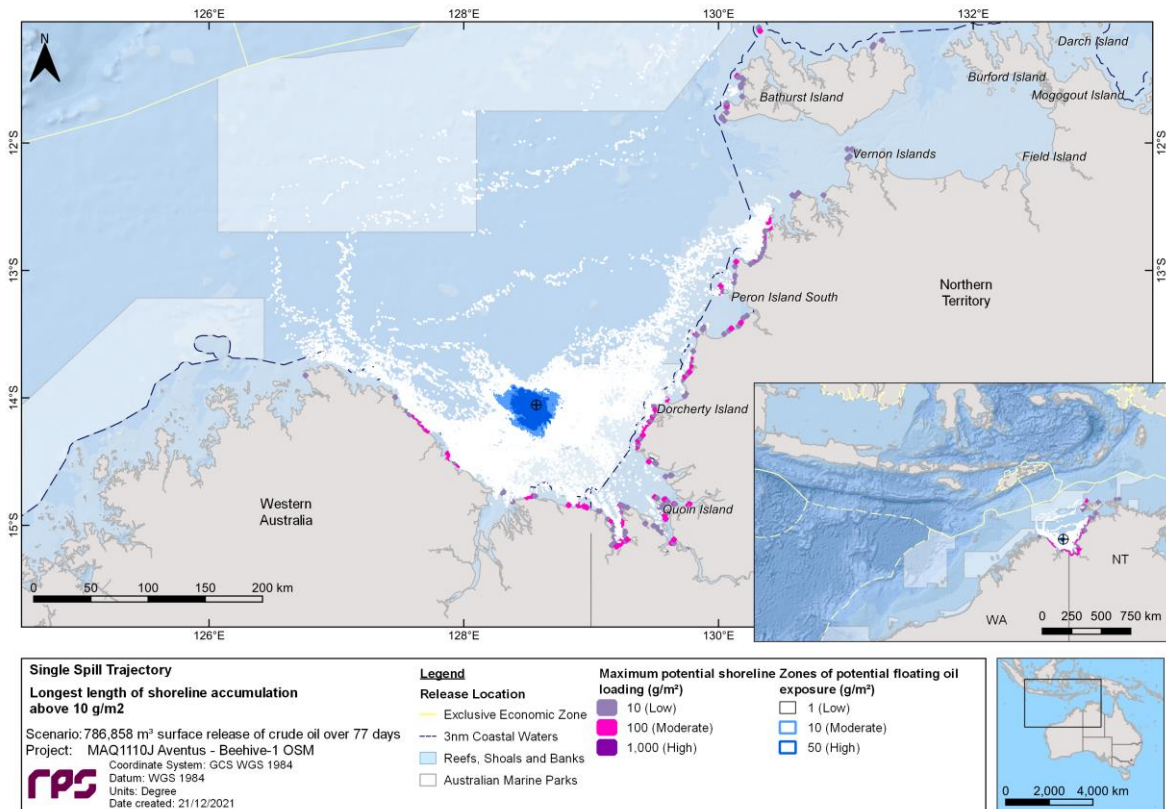 126°E 128°E 130°E 132°E
N
Darch Island
Burford Island
Mogogout Island
Bathurst Island
12°S 12°S
Vernon Islands
Field Island
13°S 13°S
Peron Island South
Northern
Territory
14°S
Dorcherty Island
Western
Australia
15°S
Quoin Island
0 50 100 150 200 km
NT
WA
0 250 500 750 km
126°E 128°E 130°E
Single Spill Trajectory
Longest length of shoreline accumulation
above 10 g/m2
Scenario: 786,858 m³ surface release of crude oil over 77 days
Project: MAQ1110J Aventus - Beehive-1 OSM
rps
Coordinate System: GCS WGS 1984
Datum: WGS 1984
Units: Degree
Date created: 21/12/2021
Legend
Release Location
Exclusive Economic Zone
3nm Coastal Waters
Reefs, Shoals and Banks
Australian Marine Parks
Maximum potential shoreline
loading (g/m²)
10 (Low)
100 (Moderate)
1,000 (High)
Zones of potential floating oil
exposure (g/m²)
1 (Low)
10 (Moderate)
50 (High)
0 2,000 4,000 km